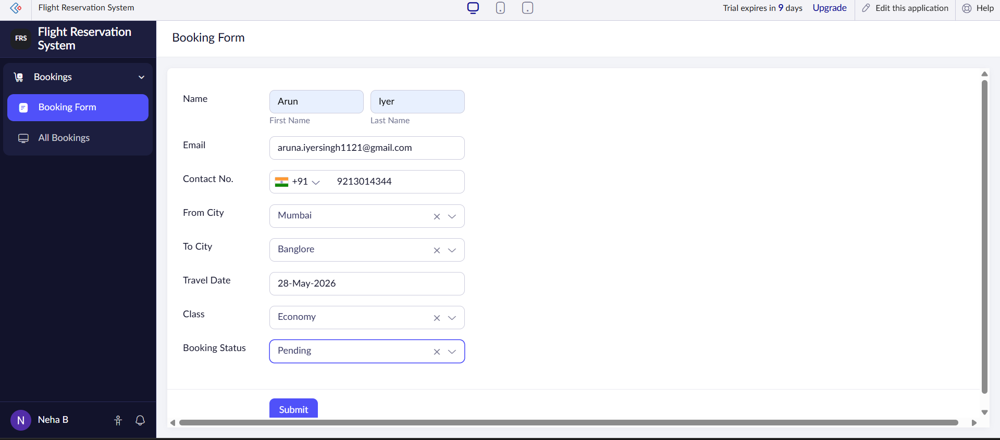 Flight Reservation System
Trial expires in 9 days Upgrade Edit this application Help
FRS Flight Reservation
System
Bookings
Booking Form
All Bookings
Neha B
N
Booking Form
Name Arun Iyer
First Name Last Name
Email aruna.iyersingh1121@gmail.com
Contact No. +91 9213014344
From City Mumbai
To City Banglore
Travel Date 28-May-2026
Class Economy
Booking Status Pending
Submit